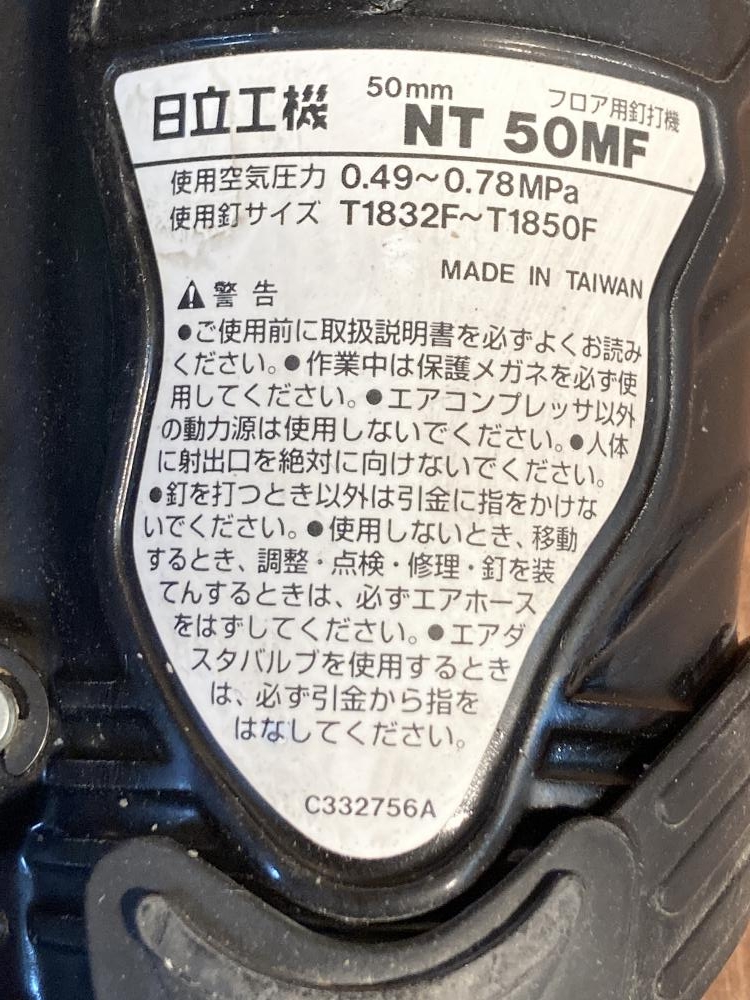 日立工機 50mm フロア用釘打機
NT 50MF
使用空気圧力 0.49〜0.78MPa
使用釘サイズ T1832F〜T1850F
MADE IN TAIWAN
⚠警告
●ご使用前に取扱説明書を必ずよくお読み
ください。●作業中は保護メガネを必ず使
用してください。●エアコンプレッサ以外
の動力源は使用しないでください。●人体
に射出口を絶対に向けないでください。
●釘を打つとき以外は引金に指をかけな
いでください。●使用しないとき、移動
するとき、調整・点検・修理・釘を装
てんするときは、必ずエアホース
をはずしてください。●エアダ
スタバルブを使用するとき
は、必ず引金から指を
はなしてください。
C332756A